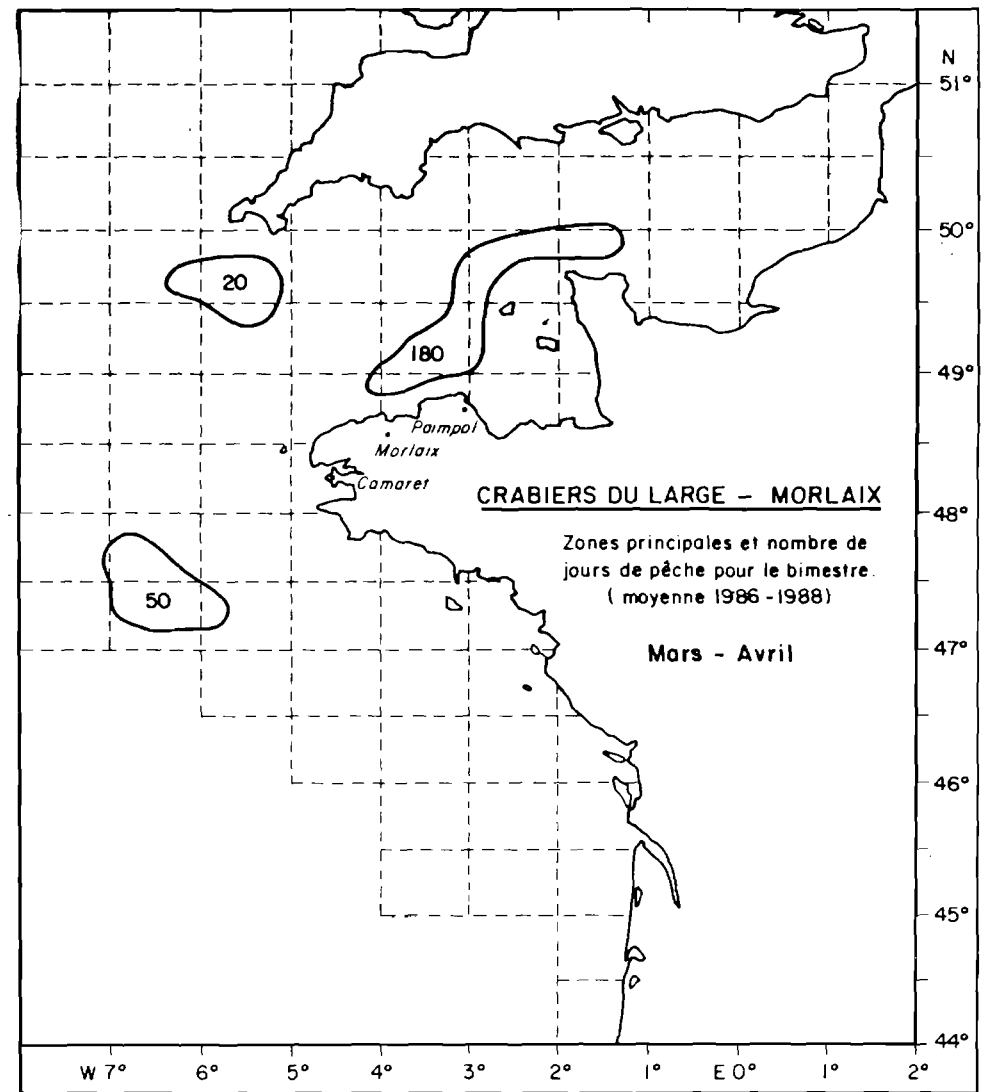 N
51°
50°
20
180
49°
Paimpol
Morlaix
Camaret
CRABIERS DU LARGE - MORLAIX
48°
Zones principales et nombre de
jours de pêche pour le bimestre.
( moyenne 1986 - 1988)
50
Mars - Avril
47°
46°
45°
44°
W 7° 6° 5° 4° 3° 2° 1° E 0° 1° 2°